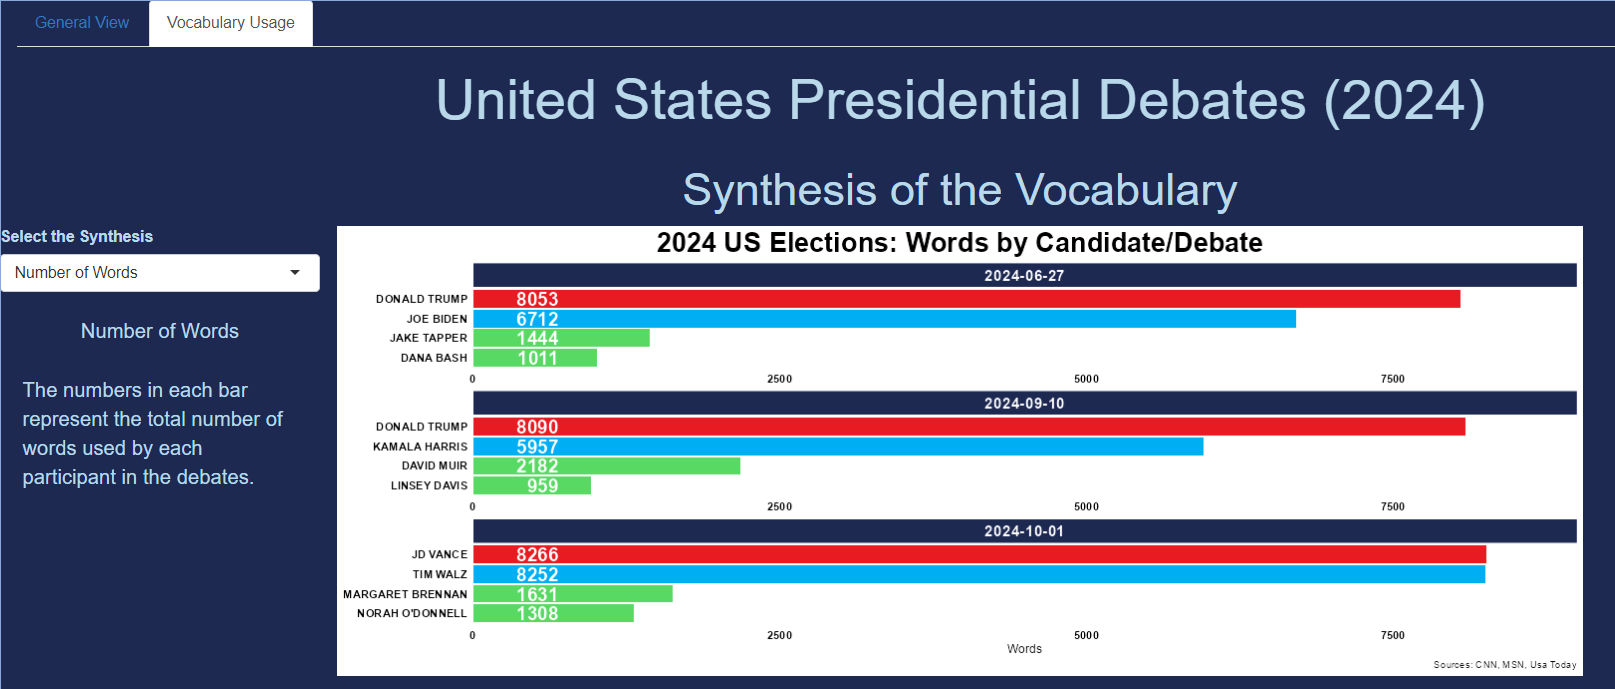 General View
Vocabulary Usage
United States Presidential Debates (2024)
Synthesis of the Vocabulary
Select the Synthesis
Number of Words
Number of Words
The numbers in each bar
represent the total number of
words used by each
participant in the debates.
2024 US Elections: Words by Candidate/Debate
2024-06-27
DONALD TRUMP 8053
JOE BIDEN 6712
JAKE TAPPER 1444
DANA BASH 1011
0 2500 5000 7500
2024-09-10
DONALD TRUMP 8090
KAMALA HARRIS 5957
DAVID MUIR 2182
LINSEY DAVIS 959
0 2500 5000 7500
2024-10-01
JD VANCE 8266
TIM WALZ 8252
MARGARET BRENNAN 1631
NORAH O'DONNELL 1308
0 2500 5000 7500
Words
Sources: CNN, MSN, Usa Today